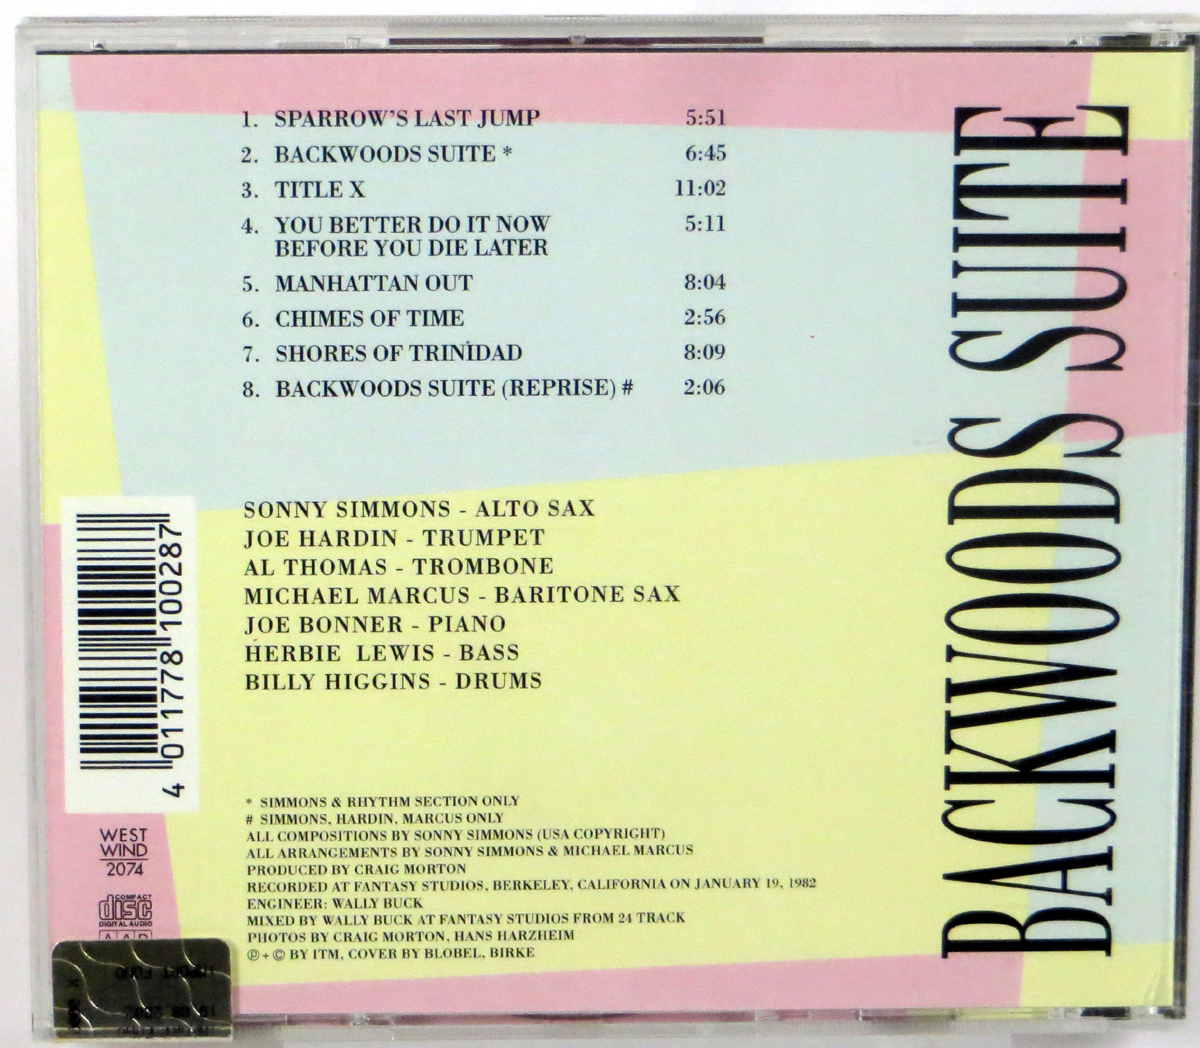 1. SPARROW'S LAST JUMP 5:51
2. BACKWOODS SUITE * 6:45
3. TITLE X 11:02
4. YOU BETTER DO IT NOW 5:11
BEFORE YOU DIE LATER
5. MANHATTAN OUT 8:04
6. CHIMES OF TIME 2:56
7. SHORES OF TRINIDAD 8:09
8. BACKWOODS SUITE (REPRISE) # 2:06
BACKWOODS SUITE
SONNY SIMMONS - ALTO SAX
JOE HARDIN - TRUMPET
AL THOMAS - TROMBONE
MICHAEL MARCUS - BARITONE SAX
JOE BONNER - PIANO
HERBIE LEWIS - BASS
BILLY HIGGINS - DRUMS
4 011778 100287
* SIMMONS & RHYTHM SECTION ONLY
# SIMMONS, HARDIN, MARCUS ONLY
ALL COMPOSITIONS BY SONNY SIMMONS (USA COPYRIGHT)
ALL ARRANGEMENTS BY SONNY SIMMONS & MICHAEL MARCUS
PRODUCED BY CRAIG MORTON
RECORDED AT FANTASY STUDIOS, BERKELEY, CALIFORNIA ON JANUARY 19, 1982
ENGINEER: WALLY BUCK
MIXED BY WALLY BUCK AT FANTASY STUDIOS FROM 24 TRACK
PHOTOS BY CRAIG MORTON, HANS HARZHEIM
℗ + © BY ITM, COVER BY BLOBEL, BIRKE
WEST
WIND
2074
COMPACT
disc
DIGITAL AUDIO